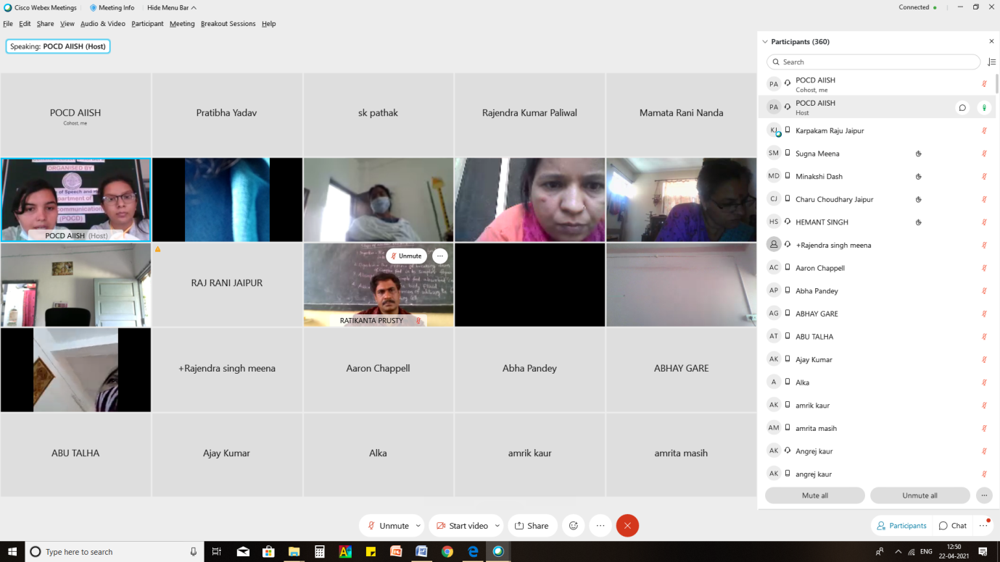 Cisco Webex Meetings
Meeting Info
Hide Menu Bar
Connected
File Edit Share View Audio & Video Participant Meeting Breakout Sessions Help
Speaking: POCD AIISH (Host)
POCD AIISH
Cohost, me
Pratibha Yadav
sk pathak
Rajendra Kumar Paliwal
Mamata Rani Nanda
ORGANISED BY
of Speech and
(POCD)
POCD AIISH (Host)
RAJ RANI JAIPUR
Unmute
RATIKANTA PRUSTY
+Rajendra singh meena
Aaron Chappell
Abha Pandey
ABHAY GARE
ABU TALHA
Ajay Kumar
Alka
amrik kaur
amrita masih
Participants (360)
Search
PA POCD AIISH
Cohost, me
PA POCD AIISH
Host
KJ Karpakam Raju Jaipur
SM Sugna Meena
MD Minakshi Dash
CJ Charu Choudhary Jaipur
HS HEMANT SINGH
+Rajendra singh meena
AC Aaron Chappell
AP Abha Pandey
AG ABHAY GARE
AT ABU TALHA
AK Ajay Kumar
A Alka
AK amrik kaur
AM amrita masih
AK Angrej kaur
AK angrej kaur
Mute all
Unmute all
Unmute
Start video
Share
Participants
Chat
Type here to search
ENG
12:50
22-04-2021